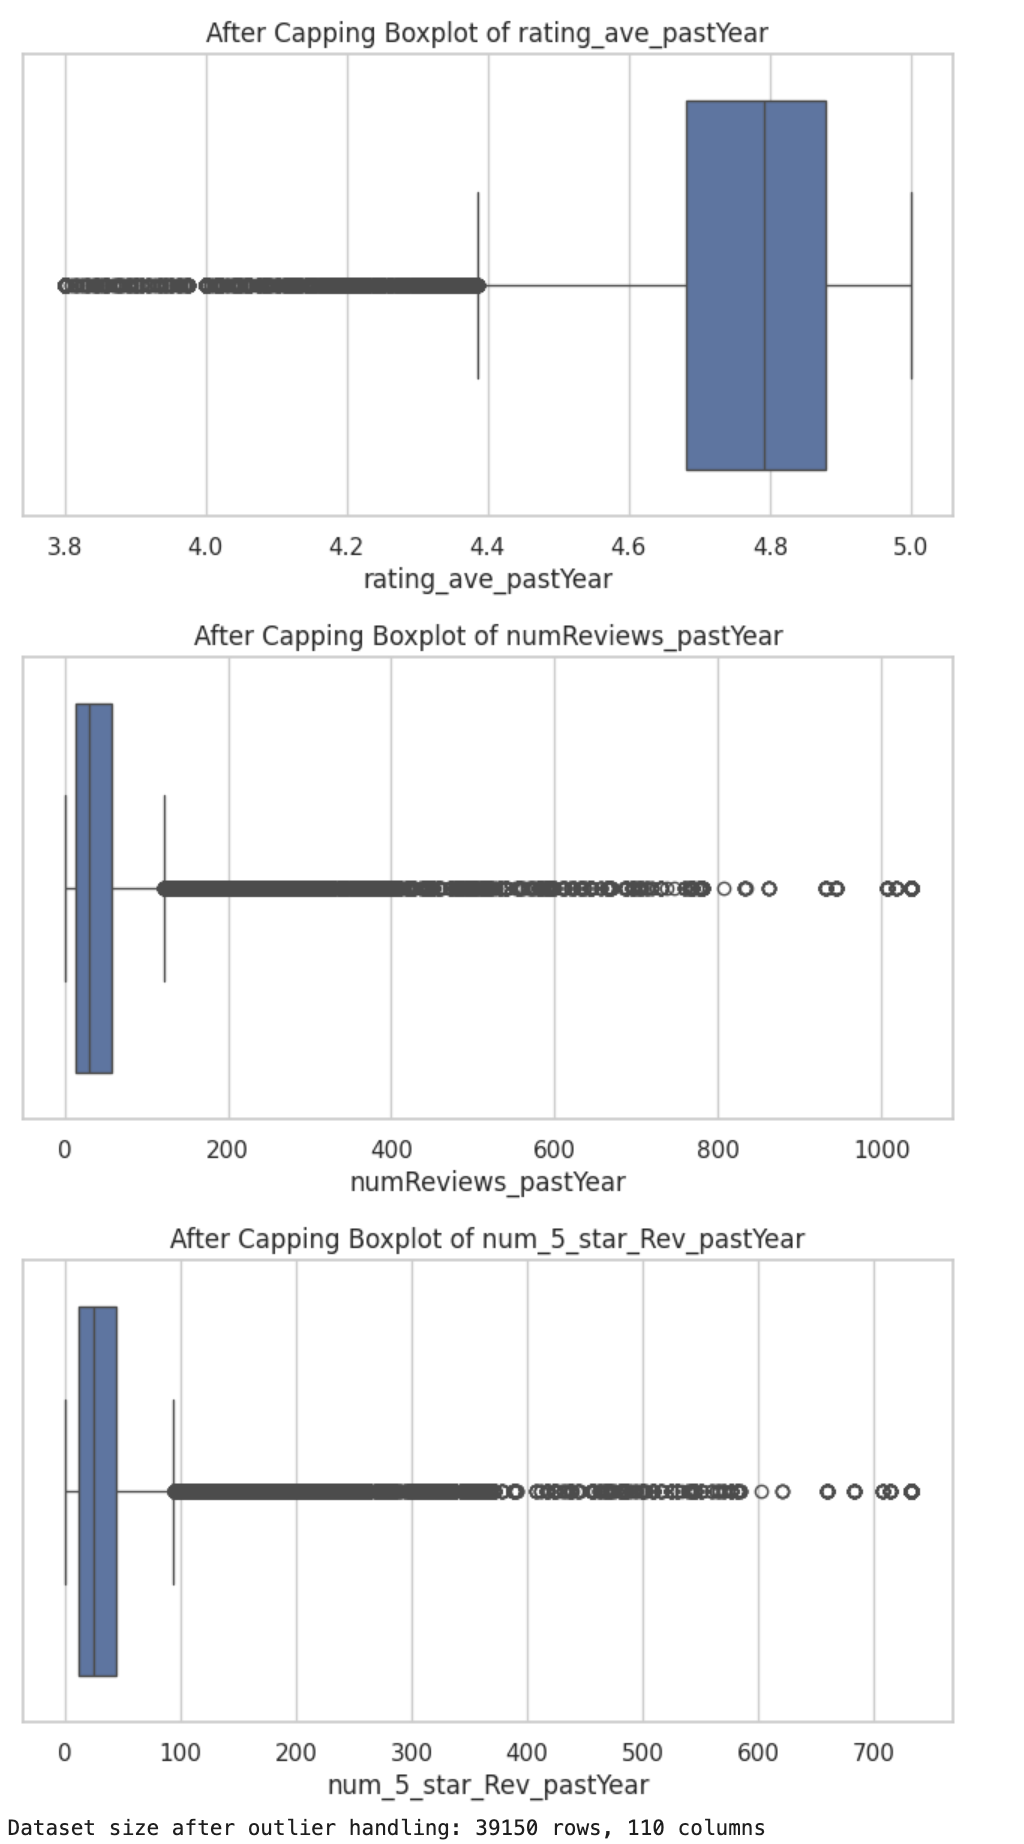 After Capping Boxplot of rating_ave_pastYear
3.8 4.0 4.2 4.4 4.6 4.8 5.0
rating_ave_pastYear
After Capping Boxplot of numReviews_pastYear
0 200 400 600 800 1000
numReviews_pastYear
After Capping Boxplot of num_5_star_Rev_pastYear
0 100 200 300 400 500 600 700
num_5_star_Rev_pastYear
Dataset size after outlier handling: 39150 rows, 110 columns